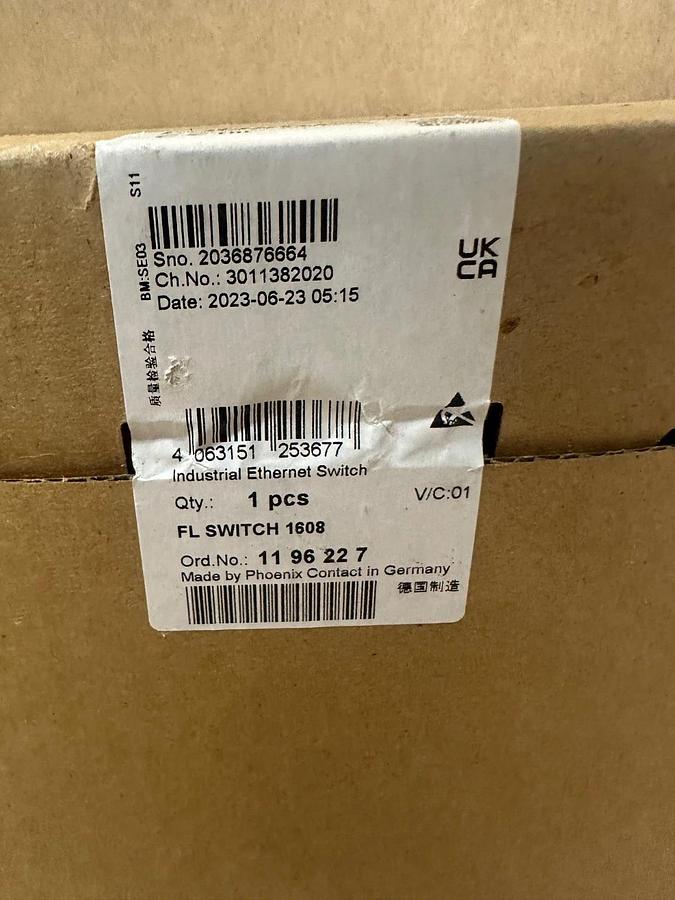 S11
BM:SE03
质量检验合格
Sno. 2036876664
Ch.No.: 3011382020
Date: 2023-06-23 05:15
UK
CA
4 063151 253677
Industrial Ethernet Switch
Qty.: 1 pcs
V/C:01
FL SWITCH 1608
Ord.No.: 11 96 22 7
Made by Phoenix Contact in Germany
德国制造